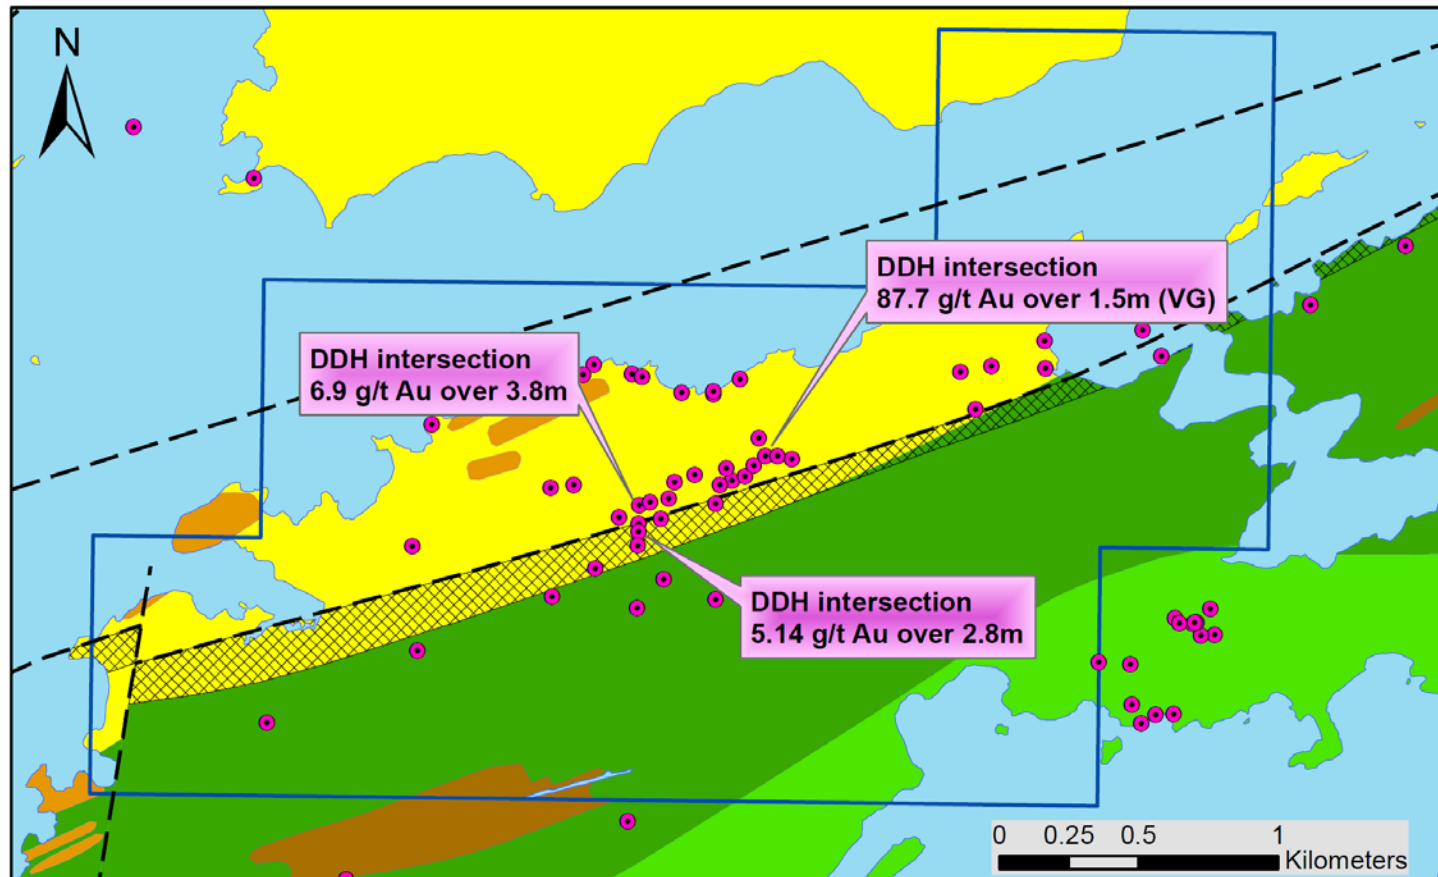 N
DDH intersection
87.7 g/t Au over 1.5m (VG)
DDH intersection
6.9 g/t Au over 3.8m
DDH intersection
5.14 g/t Au over 2.8m
0 0.25 0.5 1
Kilometers